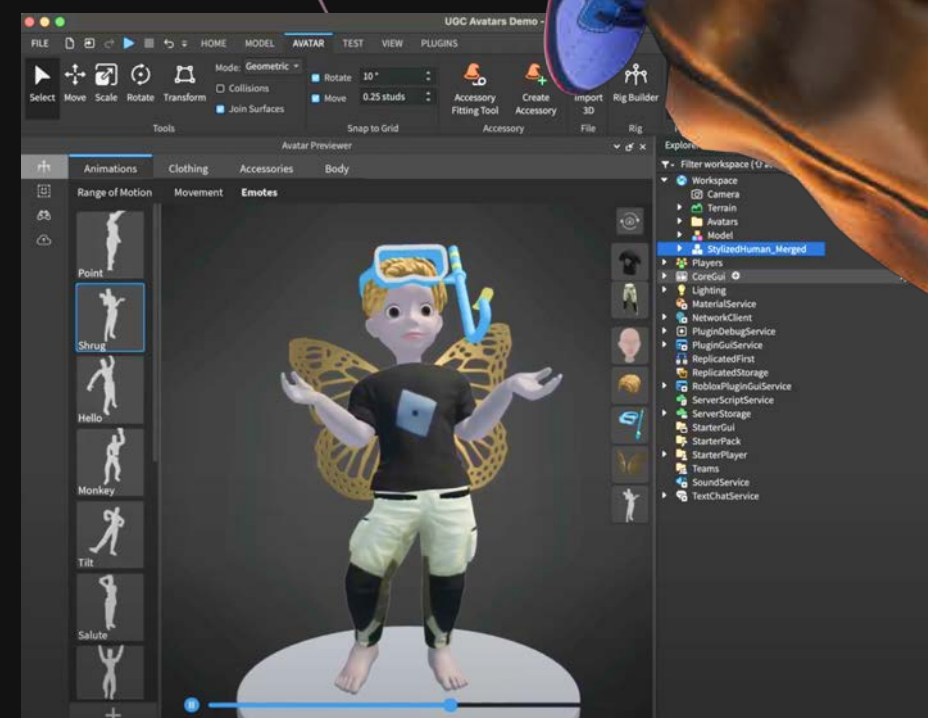 UGC Avatars Demo -
FILE HOME MODEL AVATAR TEST VIEW PLUGINS
Mode: Geometric
Collisions
Join Surfaces
Rotate 10°
Move 0.25 studs
Select Move Scale Rotate Transform
Accessory Fitting Tool
Create Accessory
Import 3D
Rig Builder
Tools Snap to Grid Accessory File Rig
Avatar Previewer
Animations Clothing Accessories Body
Range of Motion Movement Emotes
Point
Shrug
Hello
Monkey
Tilt
Salute
Filter workspace
Workspace
Camera
Terrain
Avatars
Model
StylizedHuman_Merged
Players
CoreGui
Lighting
MaterialService
NetworkClient
PluginDebugService
PluginGuiService
ReplicatedFirst
ReplicatedStorage
RobloxPluginGuiService
ServerScriptService
ServerStorage
StarterGui
StarterPack
StarterPlayer
Teams
SoundService
TextChatService